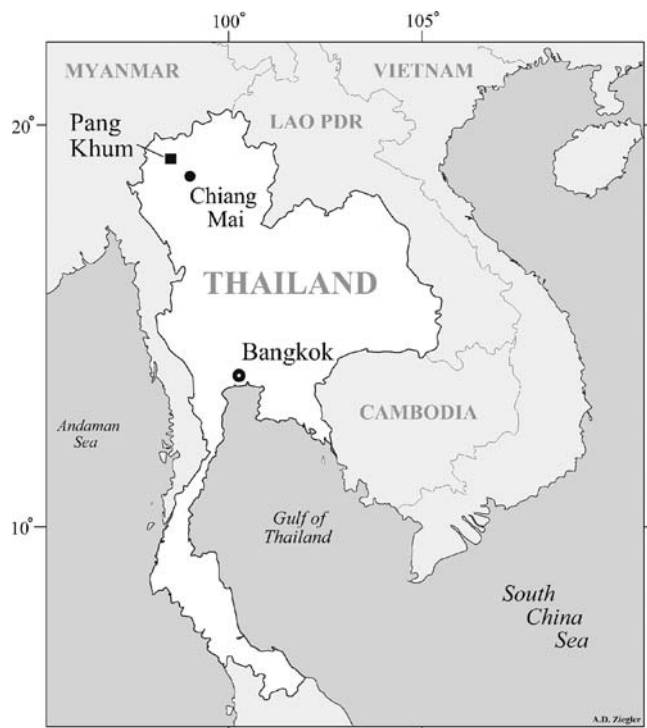 100°
105°
MYANMAR
VIETNAM
20°
Pang
Khum
LAO PDR
Chiang
Mai
THAILAND
Bangkok
CAMBODIA
Andaman
Sea
10°
Gulf of
Thailand
South
China
Sea
A.D. Ziegler